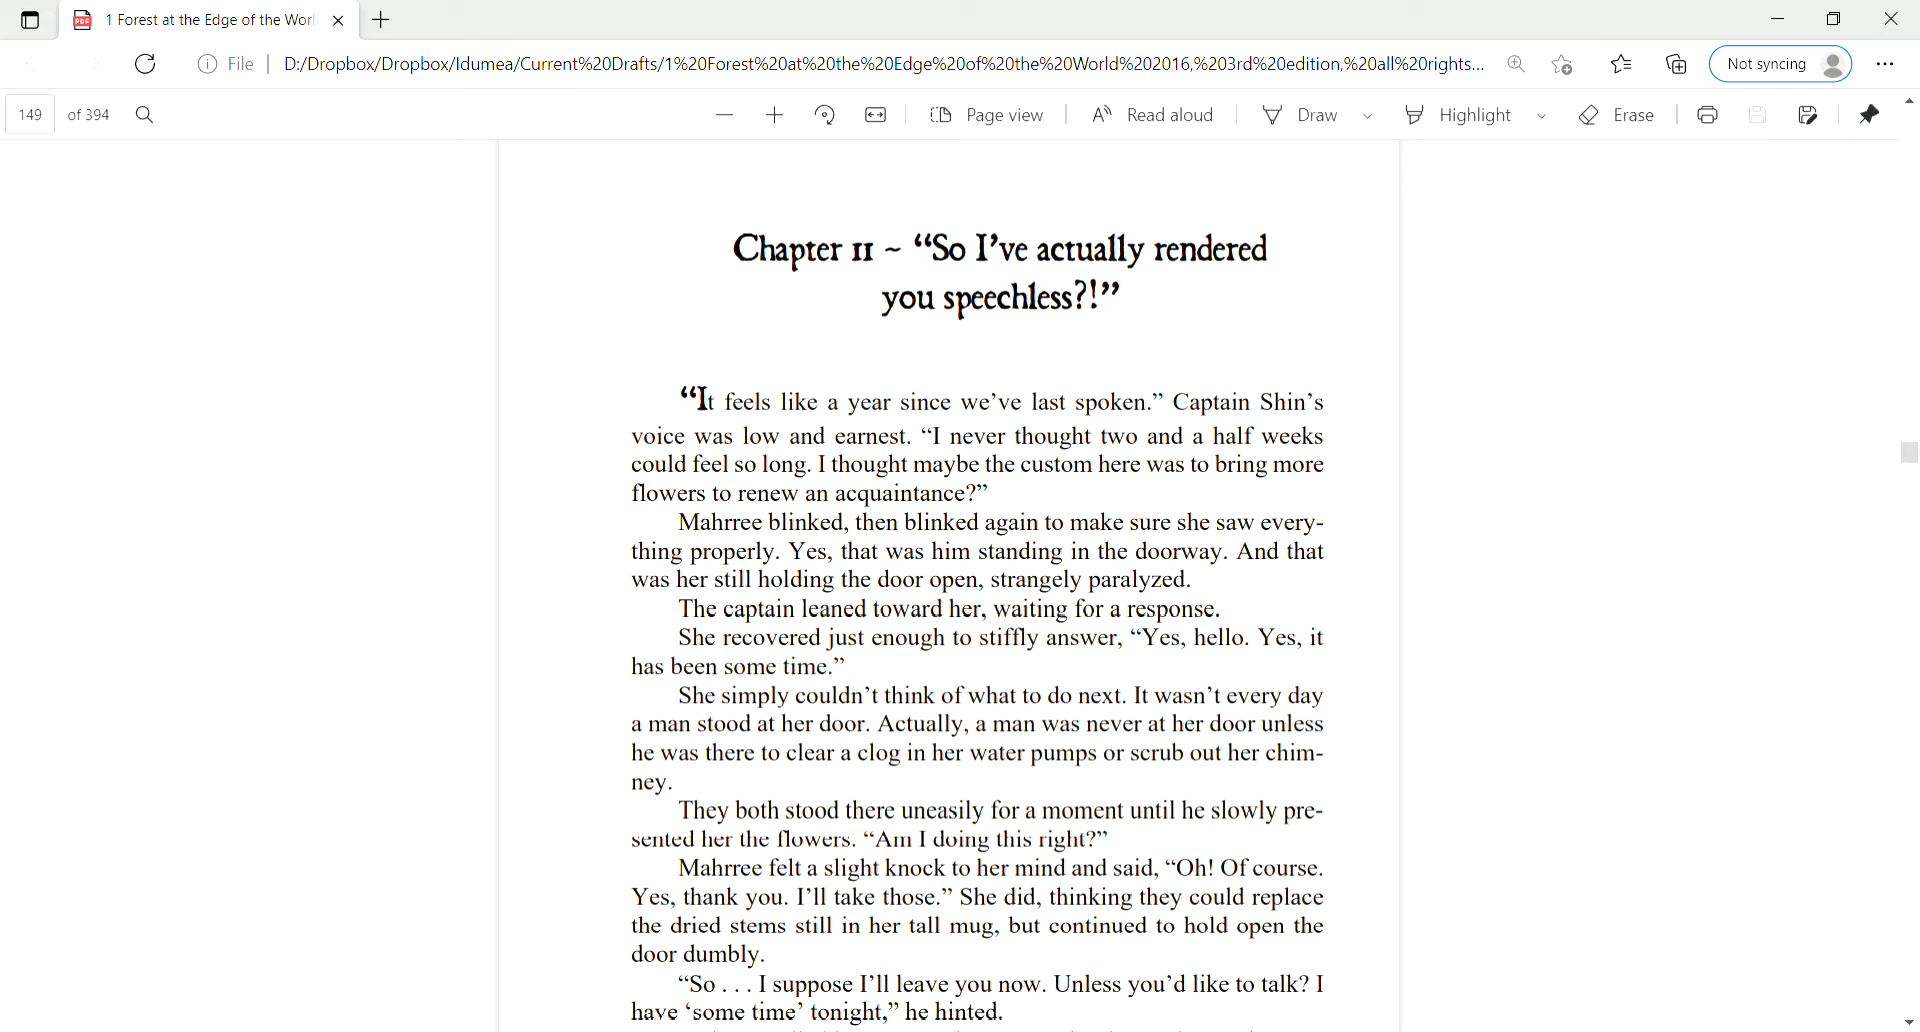 1 Forest at the Edge of the Worl
File
D:/Dropbox/Dropbox/Idumea/Current%20Drafts/1%20Forest%20at%20the%20Edge%20of%20the%20World%202016,%203rd%20edition,%20all%20rights...
Not syncing
149 of 394
Page view
Read aloud
Draw
Highlight
Erase
Chapter 11 ~ “So I’ve actually rendered
you speechless?!”
“It feels like a year since we’ve last spoken.” Captain Shin’s
voice was low and earnest. “I never thought two and a half weeks
could feel so long. I thought maybe the custom here was to bring more
flowers to renew an acquaintance?”
Mahrree blinked, then blinked again to make sure she saw every-
thing properly. Yes, that was him standing in the doorway. And that
was her still holding the door open, strangely paralyzed.
The captain leaned toward her, waiting for a response.
She recovered just enough to stiffly answer, “Yes, hello. Yes, it
has been some time.”
She simply couldn’t think of what to do next. It wasn’t every day
a man stood at her door. Actually, a man was never at her door unless
he was there to clear a clog in her water pumps or scrub out her chim-
ney.
They both stood there uneasily for a moment until he slowly pre-
sented her the flowers. “Am I doing this right?”
Mahrree felt a slight knock to her mind and said, “Oh! Of course.
Yes, thank you. I’ll take those.” She did, thinking they could replace
the dried stems still in her tall mug, but continued to hold open the
door dumbly.
“So . . . I suppose I’ll leave you now. Unless you’d like to talk? I
have ‘some time’ tonight,” he hinted.